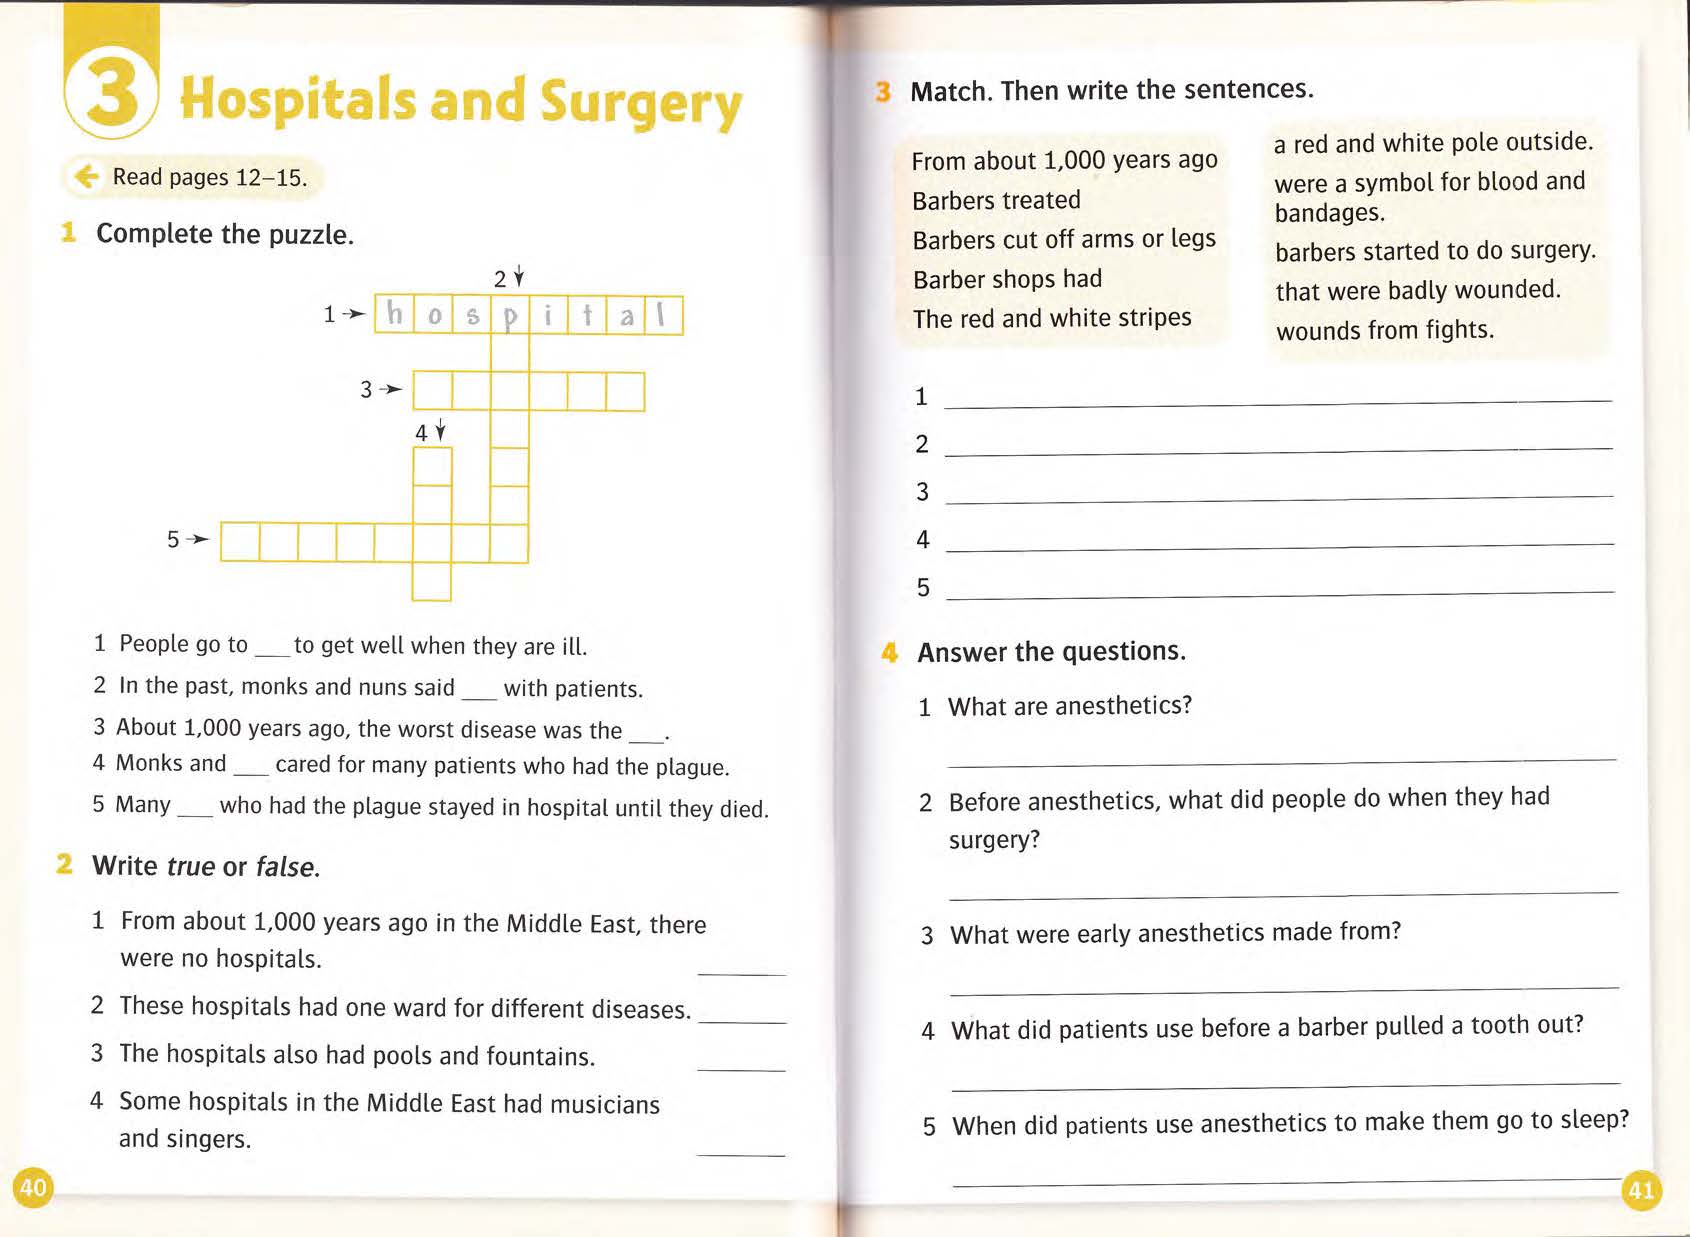 3 Hospitals and Surgery
Read pages 12–15.
1 Complete the puzzle.
2
1 hospital
3
4
5
1 People go to ___ to get well when they are ill.
2 In the past, monks and nuns said ___ with patients.
3 About 1,000 years ago, the worst disease was the ___.
4 Monks and ___ cared for many patients who had the plague.
5 Many ___ who had the plague stayed in hospital until they died.
2 Write true or false.
1 From about 1,000 years ago in the Middle East, there
were no hospitals. ______
2 These hospitals had one ward for different diseases. ______
3 The hospitals also had pools and fountains. ______
4 Some hospitals in the Middle East had musicians
and singers. ______
40
3 Match. Then write the sentences.
From about 1,000 years ago
Barbers treated
Barbers cut off arms or legs
Barber shops had
The red and white stripes
a red and white pole outside.
were a symbol for blood and
bandages.
barbers started to do surgery.
that were badly wounded.
wounds from fights.
1
2
3
4
5
4 Answer the questions.
1 What are anesthetics?
2 Before anesthetics, what did people do when they had
surgery?
3 What were early anesthetics made from?
4 What did patients use before a barber pulled a tooth out?
5 When did patients use anesthetics to make them go to sleep?
41